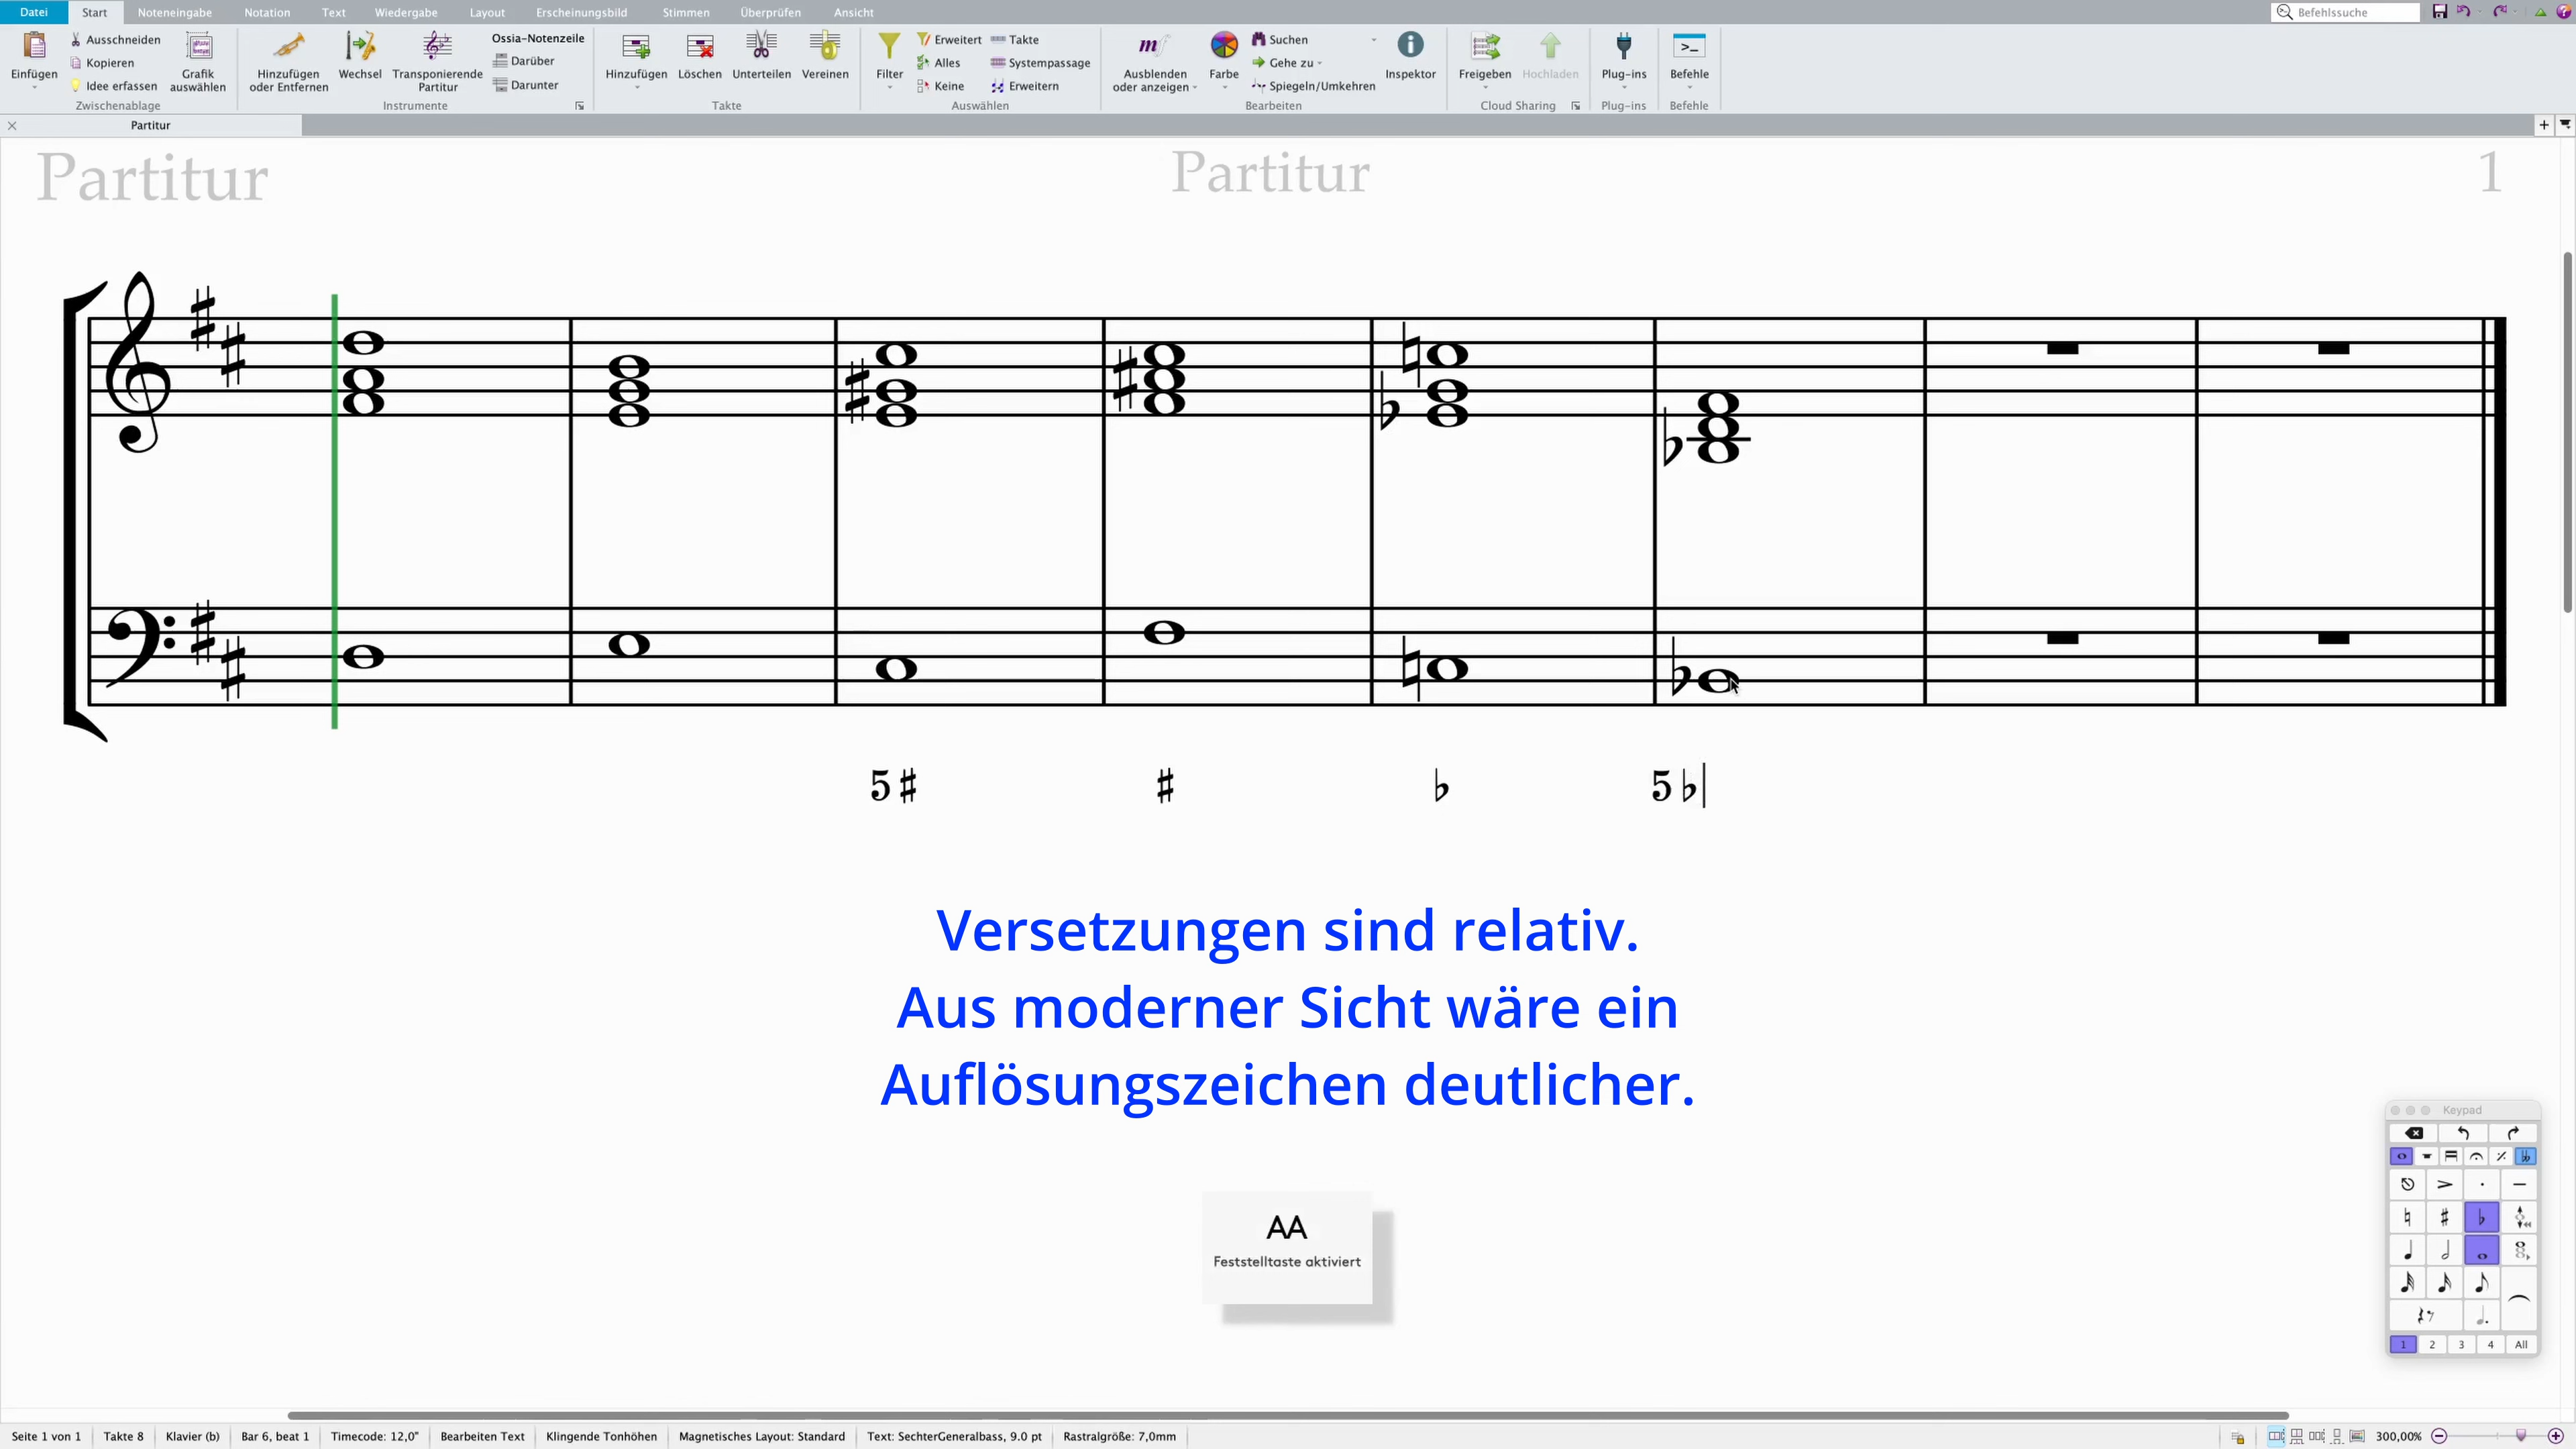 Datei Start Noteneingabe Notation Text Wiedergabe Layout Erscheinungsbild Stimmen Überprüfen Ansicht Befehlssuche
Einfügen
Ausschneiden
Kopieren
Idee erfassen
Grafik
auswählen
Zwischenablage
Hinzufügen
oder Entfernen
Wechsel
Transponierende
Partitur
Ossia-Notenzeile
Darüber
Darunter
Instrumente
Hinzufügen
Löschen
Unterteilen
Vereinen
Takte
Filter
Erweitert
Alles
Keine
Takte
Systempassage
Erweitern
Auswählen
Ausblenden
oder anzeigen
Farbe
Suchen
Gehe zu
Spiegeln/Umkehren
Inspektor
Bearbeiten
Freigeben
Hochladen
Cloud Sharing
Plug-ins
Plug-ins
Befehle
Befehle
Partitur
Partitur Partitur 1
5♯ ♯ ♭ 5♭
Versetzungen sind relativ.
Aus moderner Sicht wäre ein
Auflösungszeichen deutlicher.
AA
Feststelltaste aktiviert
Keypad
1 2 3 4 All
Seite 1 von 1 Takte 8 Klavier (b) Bar 6, beat 1 Timecode: 12,0" Bearbeiten Text Klingende Tonhöhen Magnetisches Layout: Standard Text: SechterGeneralbass, 9.0 pt Rastralgröße: 7,0mm 300,00%